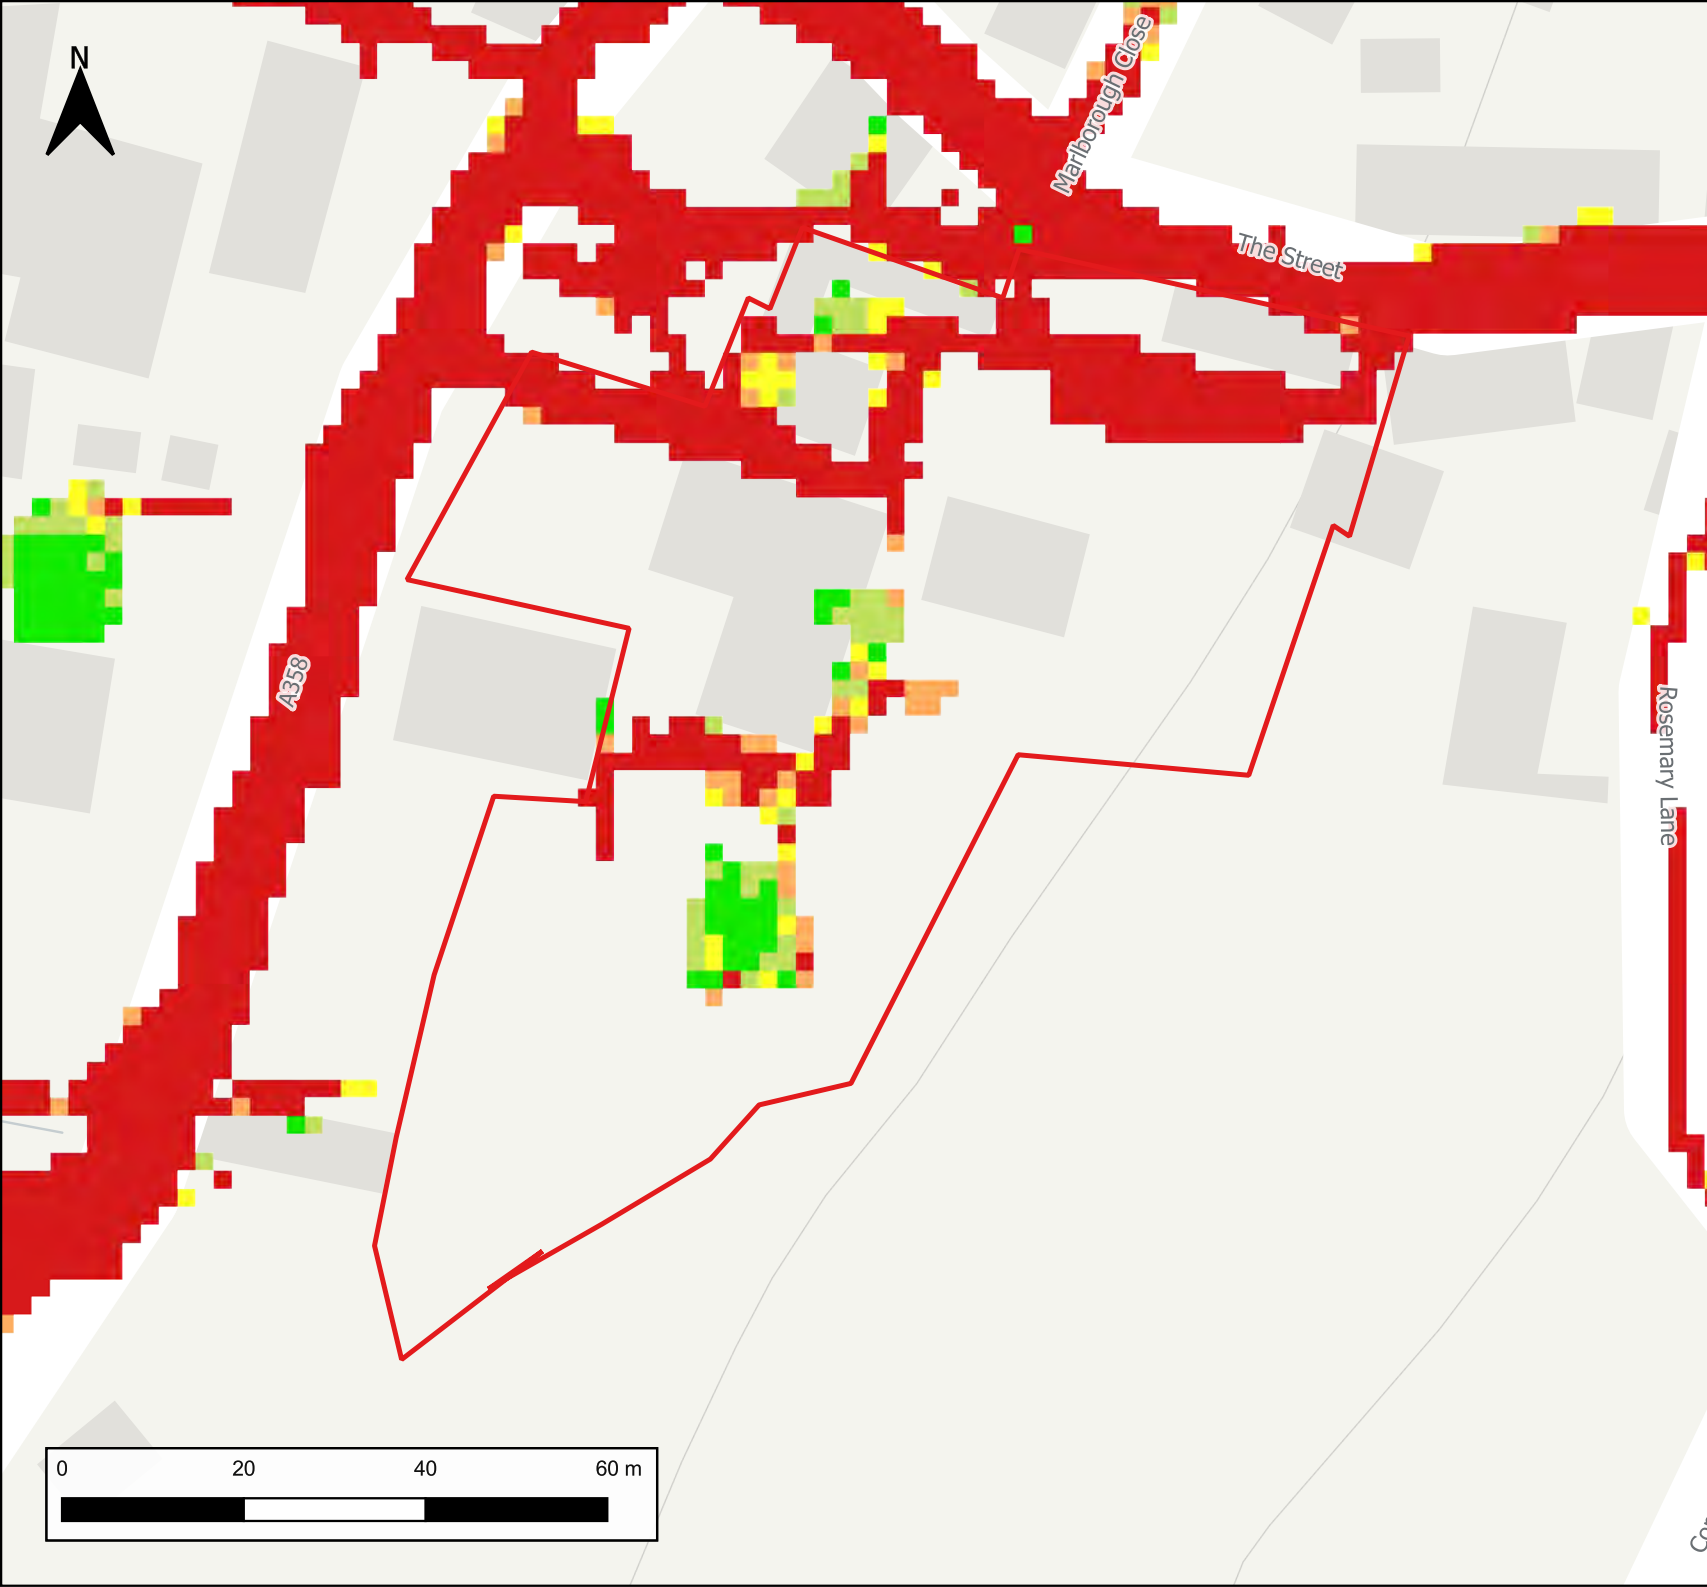 N
Marlborough Close
The Street
A358
Rosemary Lane
0 20 40 60 m